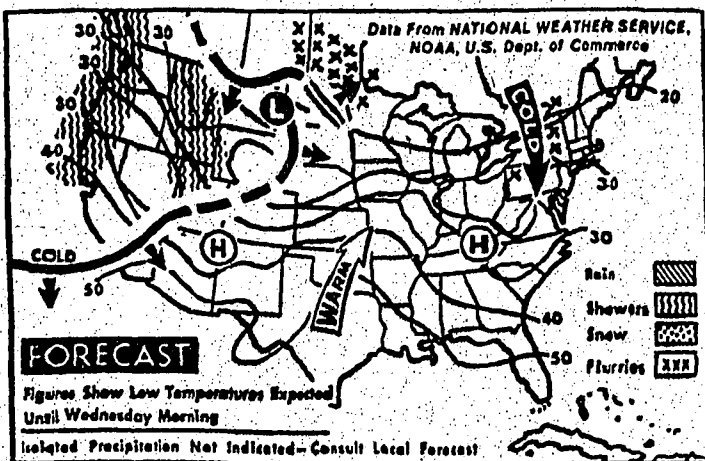 Data From NATIONAL WEATHER SERVICE,
NOAA, U.S. Dept. of Commerce
30
30
30
30
40
L
COLD
20
30
COLD
50
H
H
30
WARM
40
50
Rain
Showers
Snow
Flurries
XXX
FORECAST
Figures Show Low Temperatures Expected
Until Wednesday Morning
Isolated Precipitation Not Indicated—Consult Local Forecast